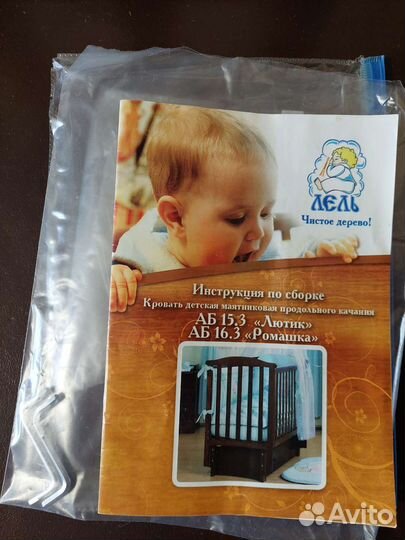 ЛЕЛЬ
Чистое дерево!
Инструкция по сборке
Кровать детская маятниковая продольного качания
АБ 15.3 «Лютик»
АБ 16.3 «Ромашка»
Avito